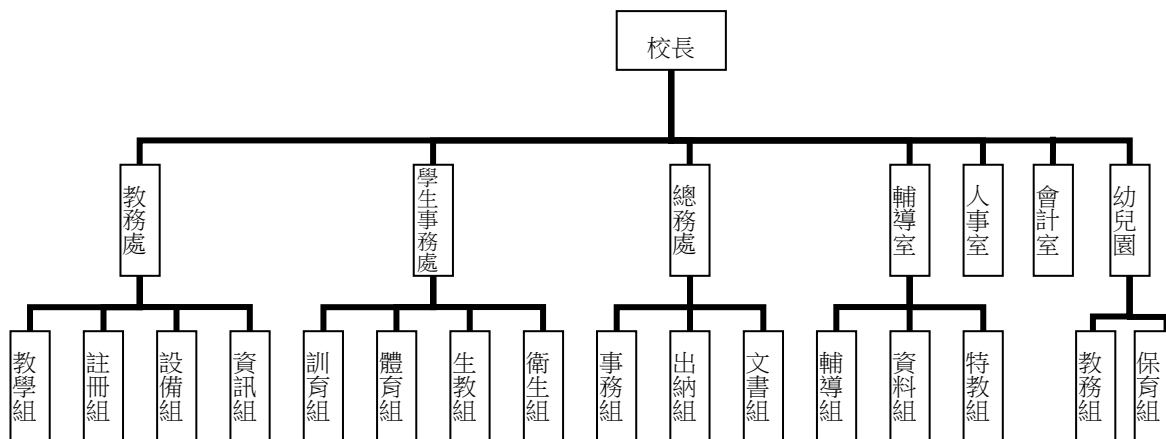 校長
教務處
學生事務處
總務處
輔導室
人事室
會計室
幼兒園
教學組
註冊組
設備組
資訊組
訓育組
體育組
生教組
衛生組
事務組
出納組
文書組
輔導組
資料組
特教組
教務組
保育組